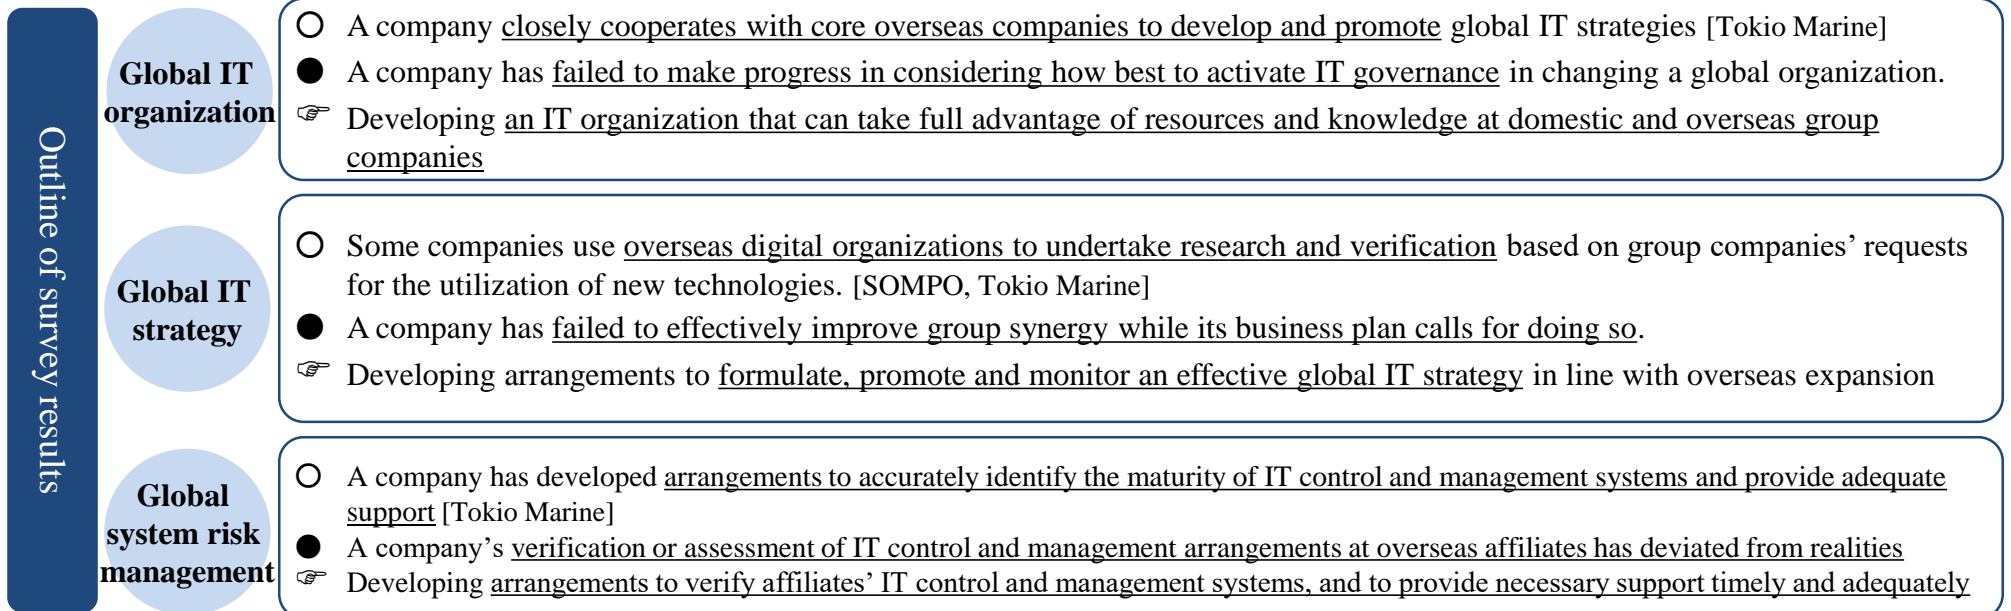 Outline of survey results
Global IT
organization
○ A company closely cooperates with core overseas companies to develop and promote global IT strategies [Tokio Marine]
● A company has failed to make progress in considering how best to activate IT governance in changing a global organization.
☞ Developing an IT organization that can take full advantage of resources and knowledge at domestic and overseas group
companies
Global IT
strategy
○ Some companies use overseas digital organizations to undertake research and verification based on group companies’ requests
for the utilization of new technologies. [SOMPO, Tokio Marine]
● A company has failed to effectively improve group synergy while its business plan calls for doing so.
☞ Developing arrangements to formulate, promote and monitor an effective global IT strategy in line with overseas expansion
Global
system risk
management
○ A company has developed arrangements to accurately identify the maturity of IT control and management systems and provide adequate
support [Tokio Marine]
● A company’s verification or assessment of IT control and management arrangements at overseas affiliates has deviated from realities
☞ Developing arrangements to verify affiliates’ IT control and management systems, and to provide necessary support timely and adequately